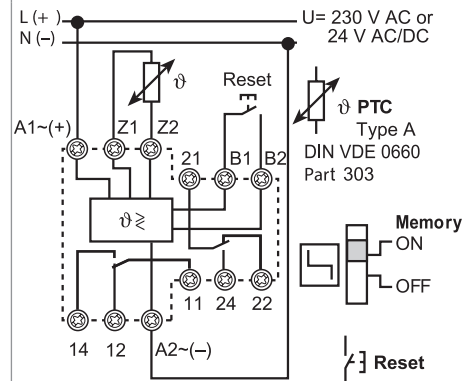 L (+)
U= 230 V AC or
N (–)
24 V AC/DC
ϑ
Reset
ϑ PTC
A1~(+) Z1 Z2
Type A
DIN VDE 0660
21 B1 B2
Part 303
ϑ≥
Memory
ON
OFF
11 24 22
14 12 A2~(–)
Reset